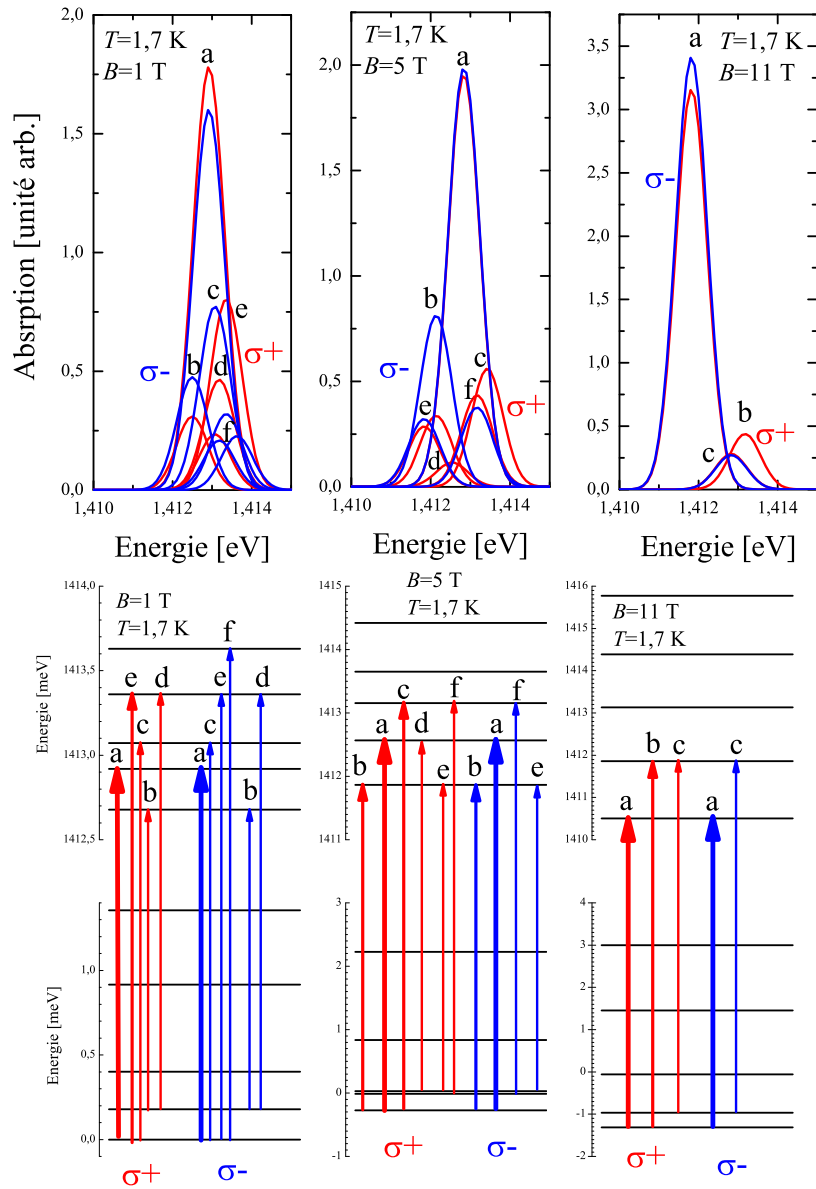 T=1,7 K
B=1 T
a
c
e
b
d
f
σ-
σ+
2,0
1,5
1,0
0,5
0,0
1,410
1,412
1,414
Absrption [unité arb.]
Energie [eV]
T=1,7 K
B=5 T
a
b
c
e
f
d
σ-
σ+
2,0
1,5
1,0
0,5
0,0
1,410
1,412
1,414
Energie [eV]
T=1,7 K
B=11 T
a
b
c
σ-
σ+
3,5
3,0
2,5
2,0
1,5
1,0
0,5
0,0
1,410
1,412
1,414
Energie [eV]
B=1 T
T=1,7 K
f
e
d
e
d
c
c
a
a
b
b
1414,0
1413,5
1413,0
1412,5
1,0
0,5
0,0
Energie [meV]
Energie [meV]
σ+
σ-
B=5 T
T=1,7 K
c
f
f
a
d
a
b
e
b
e
1415
1414
1413
1412
1411
3
2
1
0
-1
σ+
σ-
B=11 T
T=1,7 K
b
c
c
a
a
1416
1415
1414
1413
1412
1411
1410
4
3
2
1
0
-1
-2
Energie [meV]
Energie [meV]
σ+
σ-